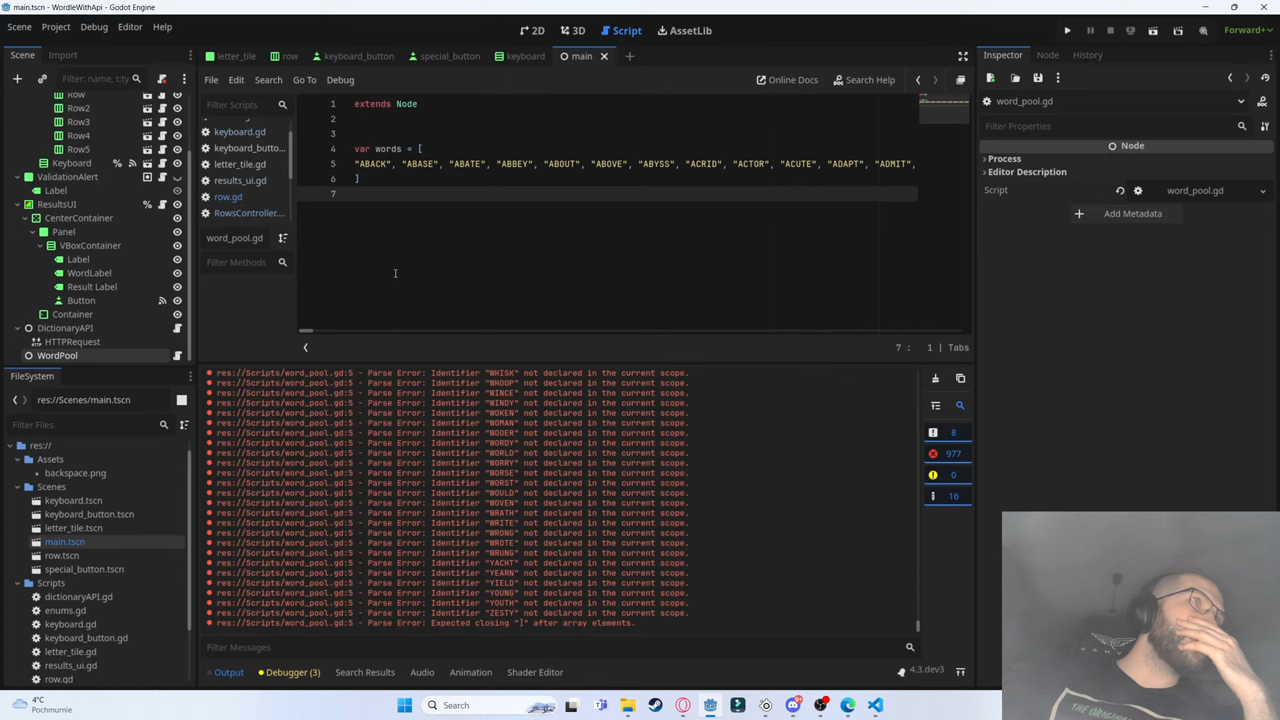 main.tscn - WordleWithApi - Godot Engine
Scene Project Debug Editor Help
2D 3D Script AssetLib
Forward+
Scene Import
letter_tile row keyboard_button special_button keyboard main
Inspector Node History
Filter: name, t:ty
File Edit Search Go To Debug
Online Docs Search Help
Row
Row2
Row3
Row4
Row5
Keyboard
ValidationAlert
Label
ResultsUI
CenterContainer
Panel
VBoxContainer
Label
WordLabel
Result Label
Button
Container
DictionaryAPI
HTTPRequest
WordPool
Filter Scripts
keyboard.gd
keyboard_butto...
letter_tile.gd
results_ui.gd
row.gd
RowsController....
word_pool.gd
Filter Methods
1 extends Node
2
3
4 var words = [
5 "ABACK", "ABASE", "ABATE", "ABBEY", "ABOUT", "ABOVE", "ABYSS", "ACRID", "ACTOR", "ACUTE", "ADAPT", "ADMIT",
6 ]
7
7 : 1 | Tabs
word_pool.gd
Filter Properties
Node
Process
Editor Description
Script word_pool.gd
Add Metadata
FileSystem
res://Scenes/main.tscn
Filter Files
res://
Assets
backspace.png
Scenes
keyboard.tscn
keyboard_button.tscn
letter_tile.tscn
main.tscn
row.tscn
special_button.tscn
Scripts
dictionaryAPI.gd
enums.gd
keyboard.gd
keyboard_button.gd
letter_tile.gd
results_ui.gd
row.gd
res://Scripts/word_pool.gd:5 - Parse Error: Identifier "WHISK" not declared in the current scope.
res://Scripts/word_pool.gd:5 - Parse Error: Identifier "WHOOP" not declared in the current scope.
res://Scripts/word_pool.gd:5 - Parse Error: Identifier "WINCE" not declared in the current scope.
res://Scripts/word_pool.gd:5 - Parse Error: Identifier "WINDY" not declared in the current scope.
res://Scripts/word_pool.gd:5 - Parse Error: Identifier "WOKEN" not declared in the current scope.
res://Scripts/word_pool.gd:5 - Parse Error: Identifier "WOMAN" not declared in the current scope.
res://Scripts/word_pool.gd:5 - Parse Error: Identifier "WOOER" not declared in the current scope.
res://Scripts/word_pool.gd:5 - Parse Error: Identifier "WORDY" not declared in the current scope.
res://Scripts/word_pool.gd:5 - Parse Error: Identifier "WORLD" not declared in the current scope.
res://Scripts/word_pool.gd:5 - Parse Error: Identifier "WORRY" not declared in the current scope.
res://Scripts/word_pool.gd:5 - Parse Error: Identifier "WORSE" not declared in the current scope.
res://Scripts/word_pool.gd:5 - Parse Error: Identifier "WORST" not declared in the current scope.
res://Scripts/word_pool.gd:5 - Parse Error: Identifier "WOULD" not declared in the current scope.
res://Scripts/word_pool.gd:5 - Parse Error: Identifier "WOVEN" not declared in the current scope.
res://Scripts/word_pool.gd:5 - Parse Error: Identifier "WRATH" not declared in the current scope.
res://Scripts/word_pool.gd:5 - Parse Error: Identifier "WRITE" not declared in the current scope.
res://Scripts/word_pool.gd:5 - Parse Error: Identifier "WRONG" not declared in the current scope.
res://Scripts/word_pool.gd:5 - Parse Error: Identifier "WROTE" not declared in the current scope.
res://Scripts/word_pool.gd:5 - Parse Error: Identifier "WRUNG" not declared in the current scope.
res://Scripts/word_pool.gd:5 - Parse Error: Identifier "YACHT" not declared in the current scope.
res://Scripts/word_pool.gd:5 - Parse Error: Identifier "YEARN" not declared in the current scope.
res://Scripts/word_pool.gd:5 - Parse Error: Identifier "YIELD" not declared in the current scope.
res://Scripts/word_pool.gd:5 - Parse Error: Identifier "YOUNG" not declared in the current scope.
res://Scripts/word_pool.gd:5 - Parse Error: Identifier "YOUTH" not declared in the current scope.
res://Scripts/word_pool.gd:5 - Parse Error: Identifier "ZESTY" not declared in the current scope.
res://Scripts/word_pool.gd:5 - Parse Error: Expected closing "]" after array elements.
8
977
0
16
Filter Messages
Output Debugger (3) Search Results Audio Animation Shader Editor
4.3.dev3
THE ORIGINAL
4°C
Pochmurnie
Search